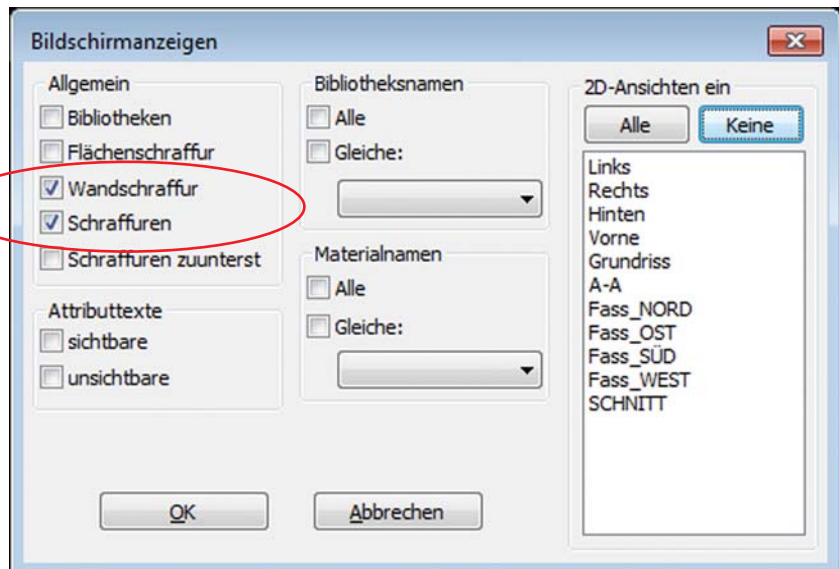 Bildschirmanzeigen
Allgemein
Bibliotheken
Flächenschraffur
Wandschraffur
Schraffuren
Schraffuren zuunterst
Attributtexte
sichtbare
unsichtbare
Bibliotheksnamen
Alle
Gleiche:
Materialnamen
Alle
Gleiche:
2D-Ansichten ein
Alle Keine
Links
Rechts
Hinten
Vorne
Grundriss
A-A
Fass_NORD
Fass_OST
Fass_SÜD
Fass_WEST
SCHNITT
OK Abbrechen